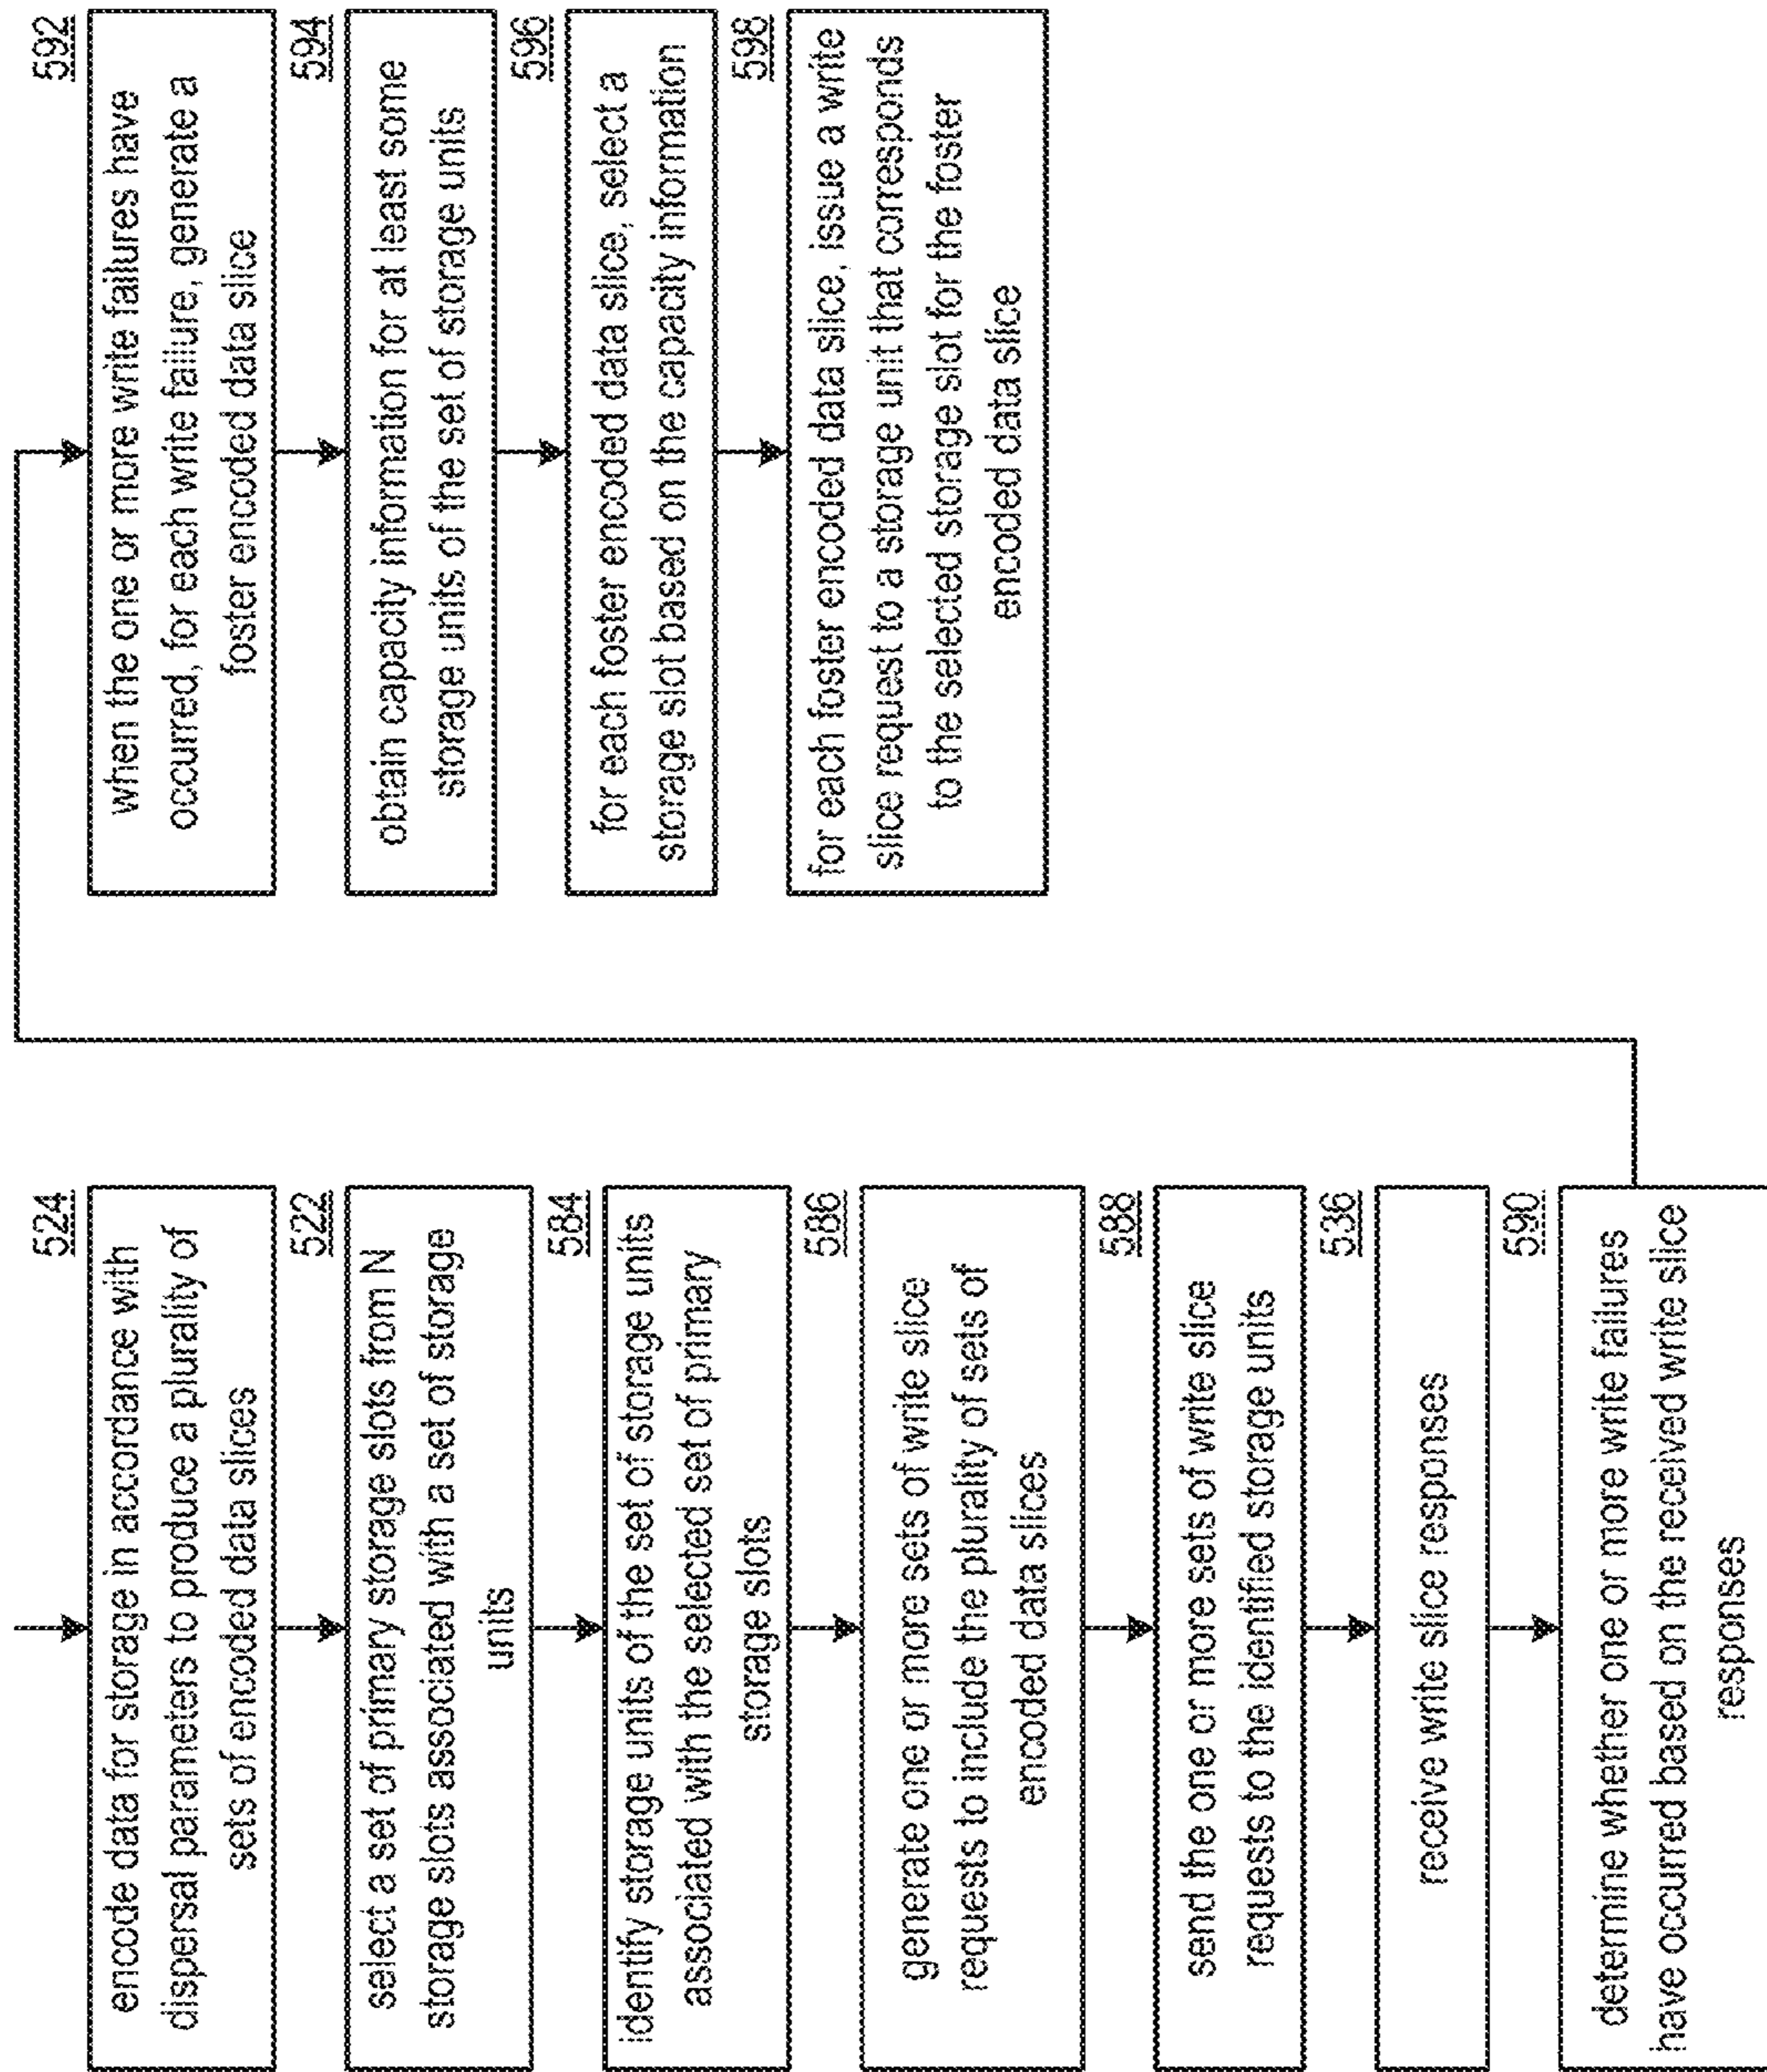 524
encode data for storage in accordance with
dispersal parameters to produce a plurality of
sets of encoded data slices
522
select a set of primary storage slots from N
storage slots associated with a set of storage
units
584
identify storage units of the set of storage units
associated with the selected set of primary
storage slots
586
generate one or more sets of write slice
requests to include the plurality of sets of
encoded data slices
588
send the one or more sets of write slice
requests to the identified storage units
536
receive write slice responses
590
determine whether one or more write failures
have occurred based on the received write slice
responses
592
when the one or more write failures have
occurred, for each write failure, generate a
foster encoded data slice
594
obtain capacity information for at least some
storage units of the set of storage units
596
for each foster encoded data slice, select a
storage slot based on the capacity information
598
for each foster encoded data slice, issue a write
slice request to a storage unit that corresponds
to the selected storage slot for the foster
encoded data slice